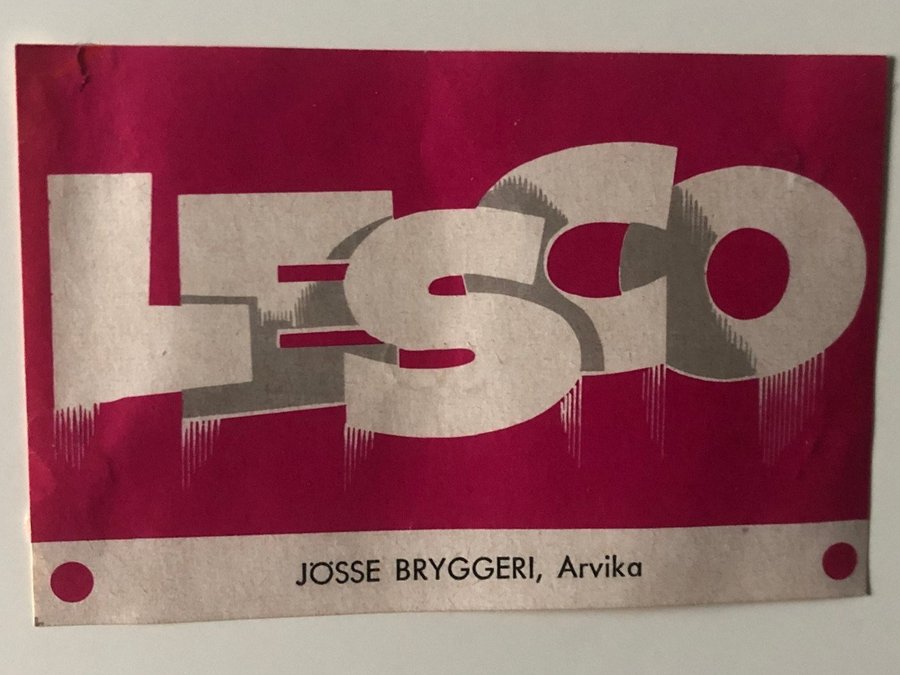 LESCO
JÖSSE BRYGGERI, Arvika